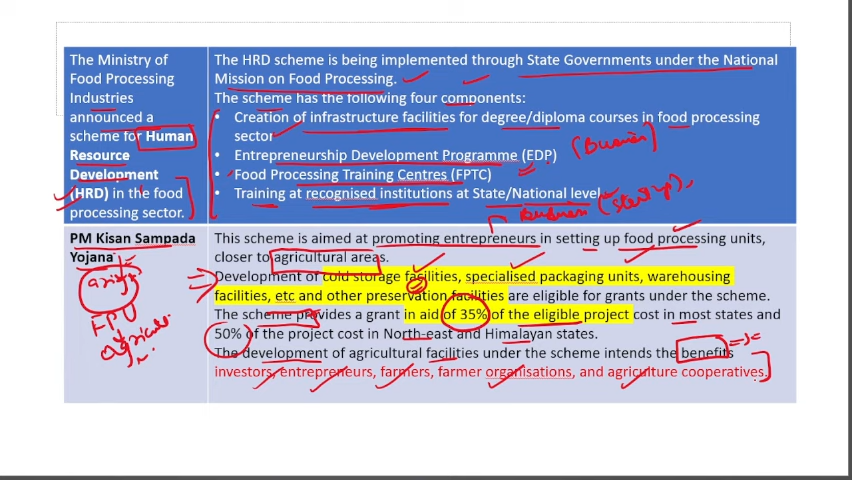 The Ministry of
Food Processing
Industries
announced a
scheme for Human
Resource
Development
(HRD) in the food
processing sector.
The HRD scheme is being implemented through State Governments under the National
Mission on Food Processing.
The scheme has the following four components:
• Creation of infrastructure facilities for degree/diploma courses in food processing
sector
• Entrepreneurship Development Programme (EDP)
(Business)
• Food Processing Training Centres (FPTC)
• Training at recognised institutions at State/National level
Business (Start up)
PM Kisan Sampada
Yojana
FPU
This scheme is aimed at promoting entrepreneurs in setting up food processing units,
closer to agricultural areas.
Development of cold storage facilities, specialised packaging units, warehousing
facilities, etc and other preservation facilities are eligible for grants under the scheme.
The scheme provides a grant in aid of 35% of the eligible project cost in most states and
50% of the project cost in North-east and Himalayan states.
The development of agricultural facilities under the scheme intends the benefits
investors, entrepreneurs, farmers, farmer organisations, and agriculture cooperatives.